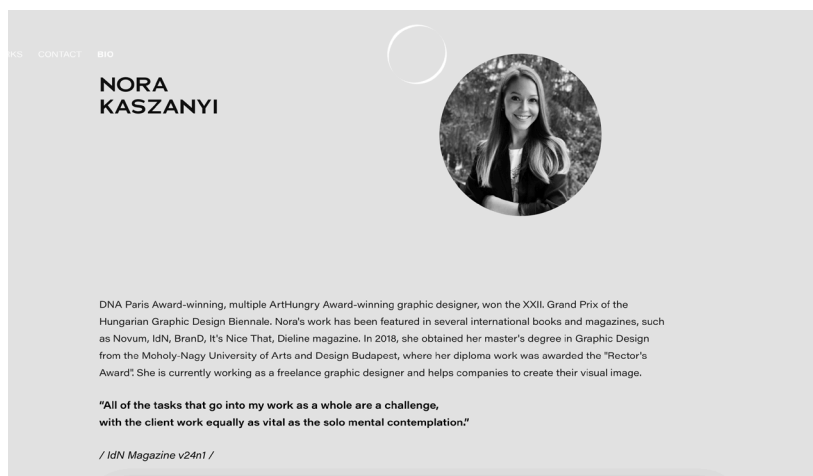 CONTACT BIO
NORA
KASZANYI
DNA Paris Award-winning, multiple ArtHungry Award-winning graphic designer, won the XXII. Grand Prix of the
Hungarian Graphic Design Biennale. Nora's work has been featured in several international books and magazines, such
as Novum, IdN, BranD, It's Nice That, Dieline magazine. In 2018, she obtained her master's degree in Graphic Design
from the Moholy-Nagy University of Arts and Design Budapest, where her diploma work was awarded the "Rector's
Award". She is currently working as a freelance graphic designer and helps companies to create their visual image.
“All of the tasks that go into my work as a whole are a challenge,
with the client work equally as vital as the solo mental contemplation.”
/ IdN Magazine v24n1 /